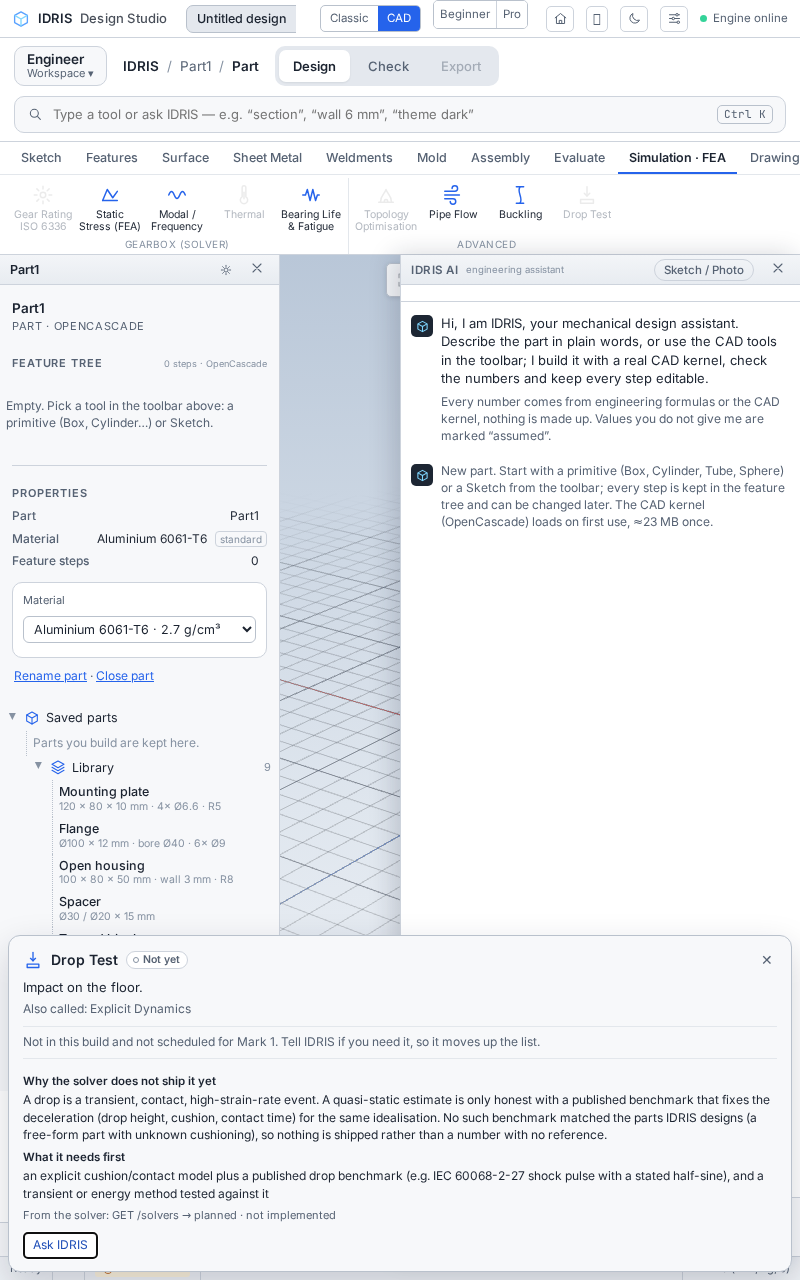 IDRIS Design Studio
Untitled design
Classic CAD
Beginner Pro
Engine online
Engineer
Workspace ▾
IDRIS / Part1 / Part
Design Check Export
Type a tool or ask IDRIS — e.g. “section”, “wall 6 mm”, “theme dark”
Ctrl K
Sketch Features Surface Sheet Metal Weldments Mold Assembly Evaluate Simulation · FEA Drawing
Gear Rating
ISO 6336
Static
Stress (FEA)
Modal /
Frequency
Thermal
Bearing Life
& Fatigue
Topology
Optimisation
Pipe Flow
Buckling
Drop Test
GEARBOX (SOLVER)
ADVANCED
Part1
Part1
PART · OPENCASCADE
FEATURE TREE
0 steps · OpenCascade
Empty. Pick a tool in the toolbar above: a
primitive (Box, Cylinder…) or Sketch.
PROPERTIES
Part Part1
Material Aluminium 6061-T6 standard
Feature steps 0
Material
Aluminium 6061-T6 · 2.7 g/cm³
Rename part · Close part
Saved parts
Parts you build are kept here.
Library 9
Mounting plate
120 × 80 × 10 mm · 4× Ø6.6 · R5
Flange
Ø100 × 12 mm · bore Ø40 · 6× Ø9
Open housing
100 × 80 × 50 mm · wall 3 mm · R8
Spacer
Ø30 / Ø20 × 15 mm
IDRIS AI engineering assistant
Sketch / Photo
Hi, I am IDRIS, your mechanical design assistant.
Describe the part in plain words, or use the CAD tools
in the toolbar; I build it with a real CAD kernel, check
the numbers and keep every step editable.
Every number comes from engineering formulas or the CAD
kernel, nothing is made up. Values you do not give me are
marked “assumed”.
New part. Start with a primitive (Box, Cylinder, Tube, Sphere)
or a Sketch from the toolbar; every step is kept in the feature
tree and can be changed later. The CAD kernel
(OpenCascade) loads on first use, ≈23 MB once.
Drop Test
Not yet
Impact on the floor.
Also called: Explicit Dynamics
Not in this build and not scheduled for Mark 1. Tell IDRIS if you need it, so it moves up the list.
Why the solver does not ship it yet
A drop is a transient, contact, high-strain-rate event. A quasi-static estimate is only honest with a published benchmark that fixes the
deceleration (drop height, cushion, contact time) for the same idealisation. No such benchmark matched the parts IDRIS designs (a
free-form part with unknown cushioning), so nothing is shipped rather than a number with no reference.
What it needs first
an explicit cushion/contact model plus a published drop benchmark (e.g. IEC 60068-2-27 shock pulse with a stated half-sine), and a
transient or energy method tested against it
From the solver: GET /solvers → planned · not implemented
Ask IDRIS